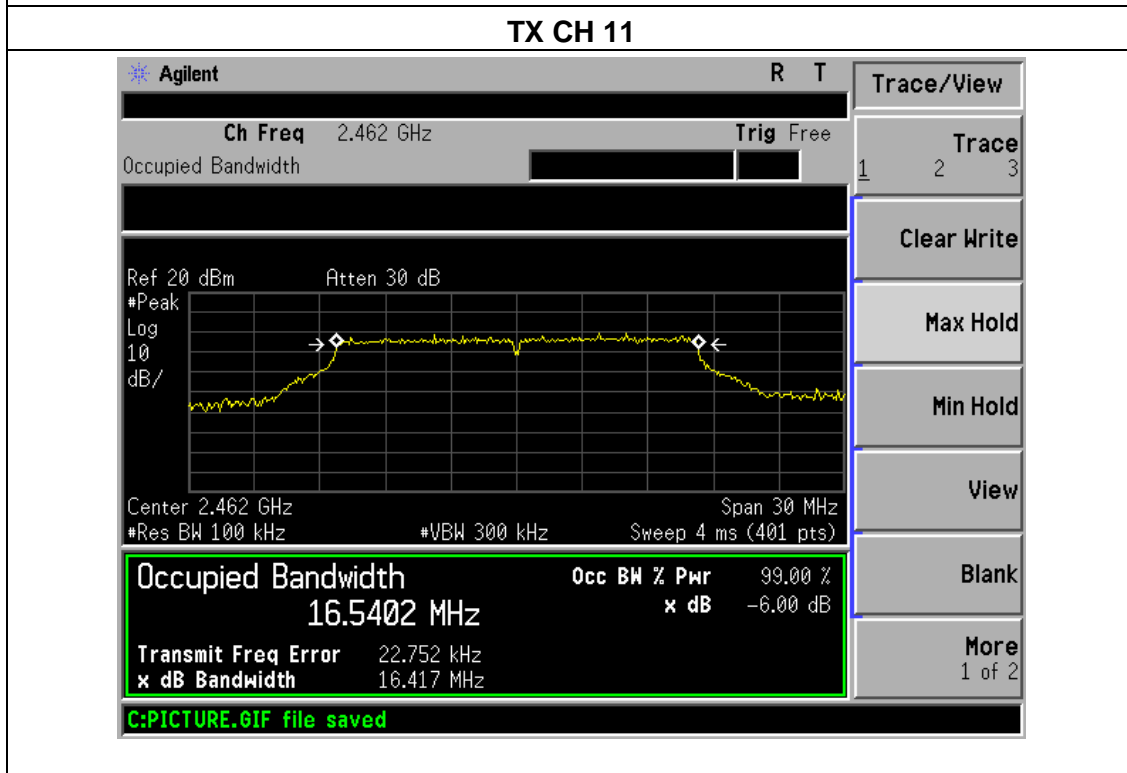 TX CH 11
Agilent R T
Trace/View
Ch Freq 2.462 GHz Trig Free
Occupied Bandwidth
Trace
1 2 3
Clear Write
Ref 20 dBm Atten 30 dB
#Peak
Log
10
dB/
Max Hold
Min Hold
View
Center 2.462 GHz Span 30 MHz
#Res BW 100 kHz #VBW 300 kHz Sweep 4 ms (401 pts)
Occupied Bandwidth Occ BW % Pwr 99.00 %
16.5402 MHz x dB -6.00 dB
Blank
Transmit Freq Error 22.752 kHz
x dB Bandwidth 16.417 MHz
More
1 of 2
C:PICTURE.GIF file saved